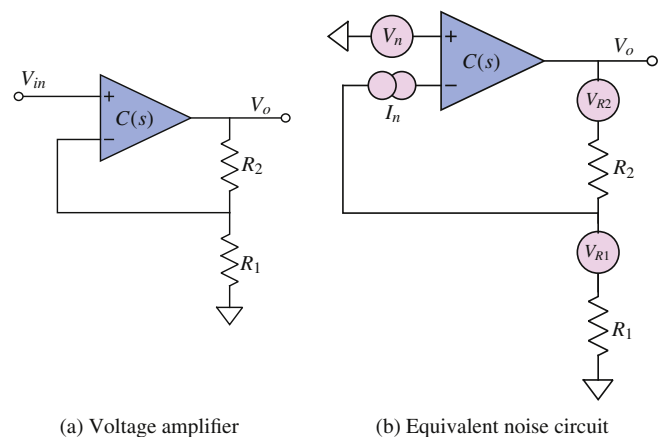 V_in
+
−
C(s)
V_o
R_2
R_1
(a) Voltage amplifier
V_n
+
−
C(s)
V_o
I_n
V_R2
R_2
V_R1
R_1
(b) Equivalent noise circuit